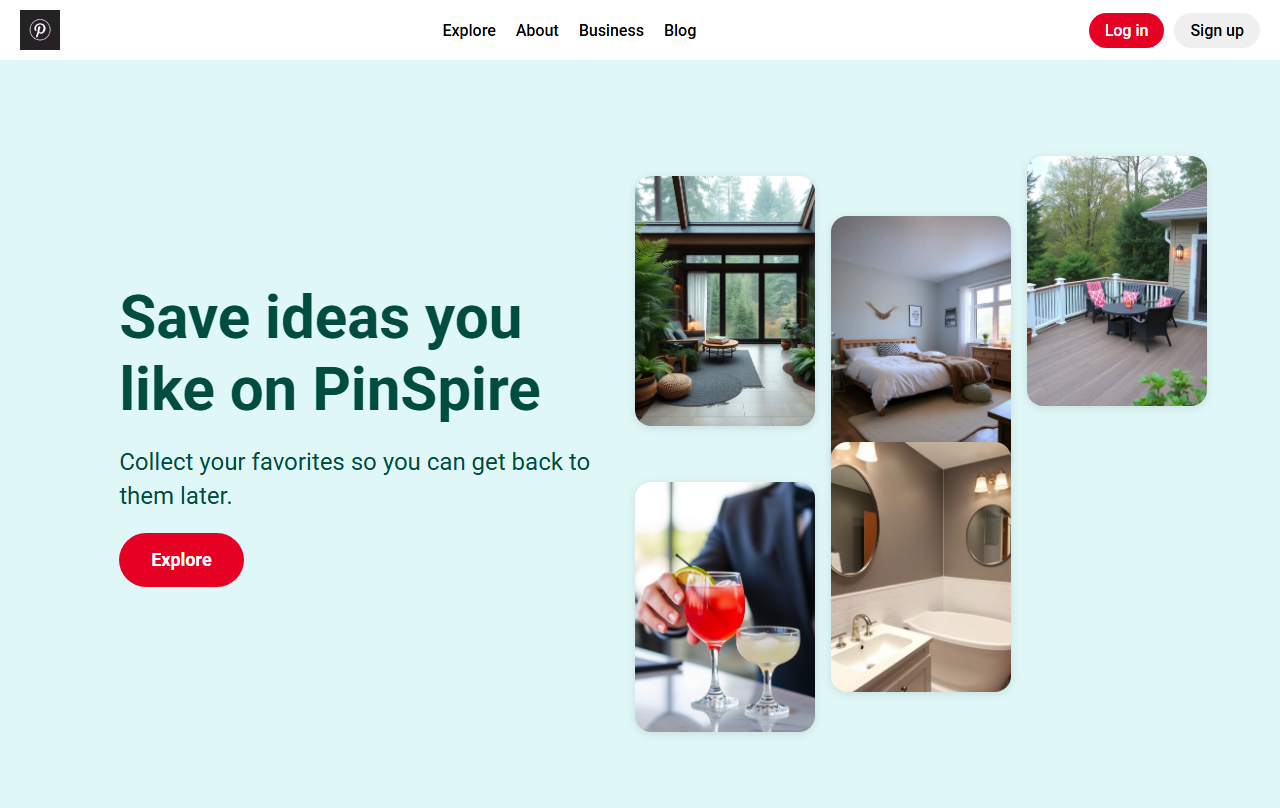 Explore About Business Blog Log in Sign up
Save ideas you
like on PinSpire
Collect your favorites so you can get back to
them later.
Explore